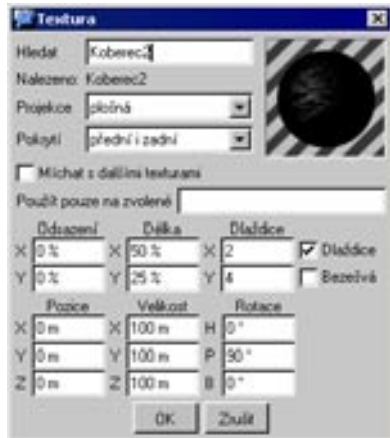 Textura
Hledat Koberec2
Nalezeno: Koberec2
Projekce plošná
Pokrytí přední i zadní
Míchat s dalšími texturami
Použít pouze na zvolené
Odsazení Délka Dlaždice
X 0 % X 50 % X 2 Dlaždice
Y 0 % Y 25 % Y 4 Bezešvá
Pozice Velikost Rotace
X 0 m X 100 m H 0 °
Y 0 m Y 100 m P 90 °
Z 0 m Z 100 m B 0 °
OK Zrušit